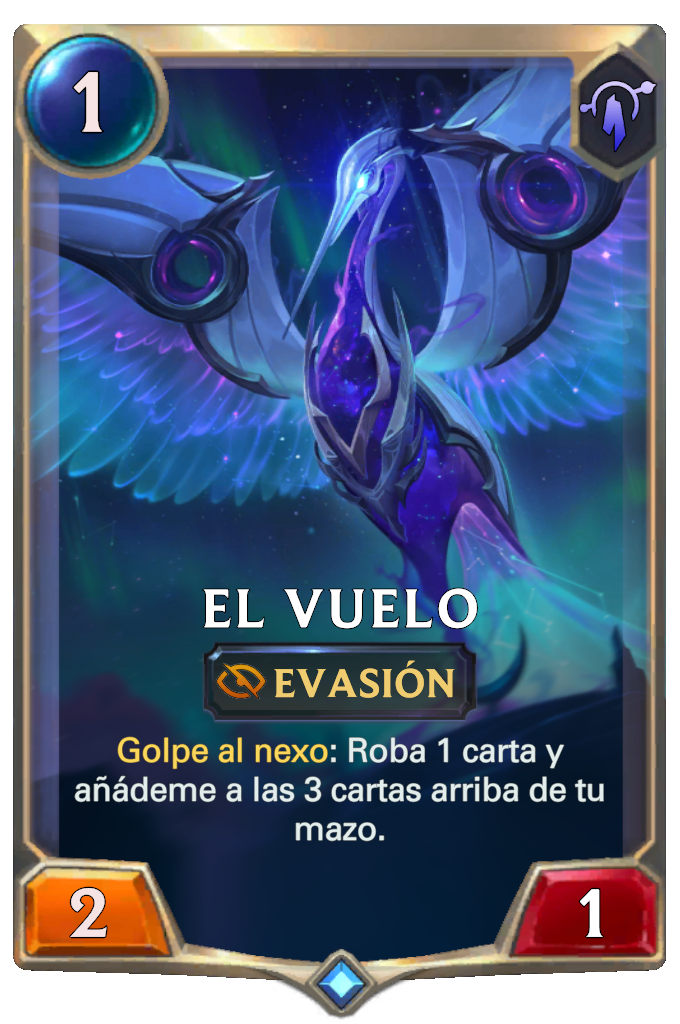 1
EL VUELO
EVASIÓN
Golpe al nexo: Roba 1 carta y
añádeme a las 3 cartas arriba de tu
mazo.
2
1